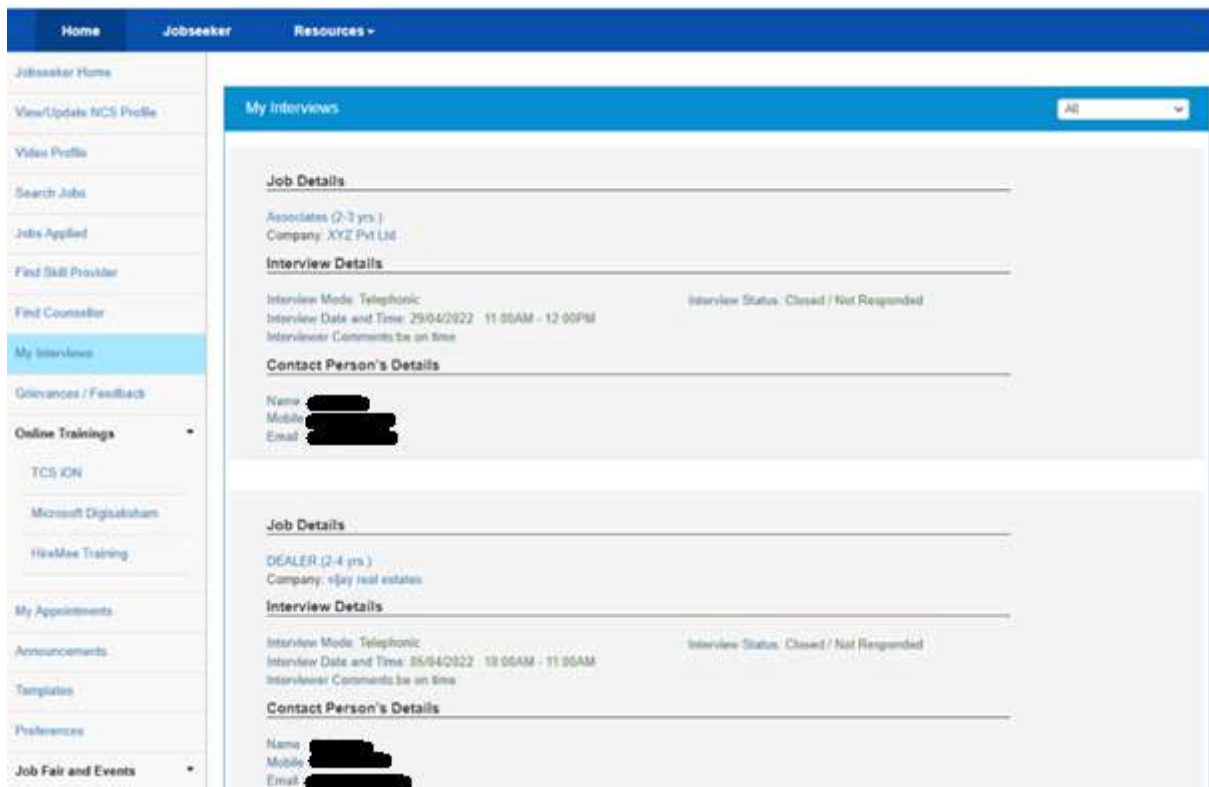 Home Jobseeker Resources
Jobseeker Home
View/Update NCS Profile
Video Profile
Search Jobs
Jobs Applied
Find Skill Provider
Find Counsellor
My Interviews
Grievances / Feedback
Online Trainings
TCS iON
Microsoft Digisaksham
HireMee Training
My Appointments
Announcements
Templates
Preferences
Job Fair and Events
My Interviews All
Job Details
Associates (2-3 yrs.)
Company: XYZ Pvt Ltd
Interview Details
Interview Mode: Telephonic Interview Status: Closed / Not Responded
Interview Date and Time: 29/04/2022 11:00AM - 12:00PM
Interviewer Comments:be on time
Contact Person's Details
Name
Mobile
Email
Job Details
DEALER (2-4 yrs.)
Company: vijay real estates
Interview Details
Interview Mode: Telephonic Interview Status: Closed / Not Responded
Interview Date and Time: 05/04/2022 10:00AM - 11:00AM
Interviewer Comments:be on time
Contact Person's Details
Name
Mobile
Email